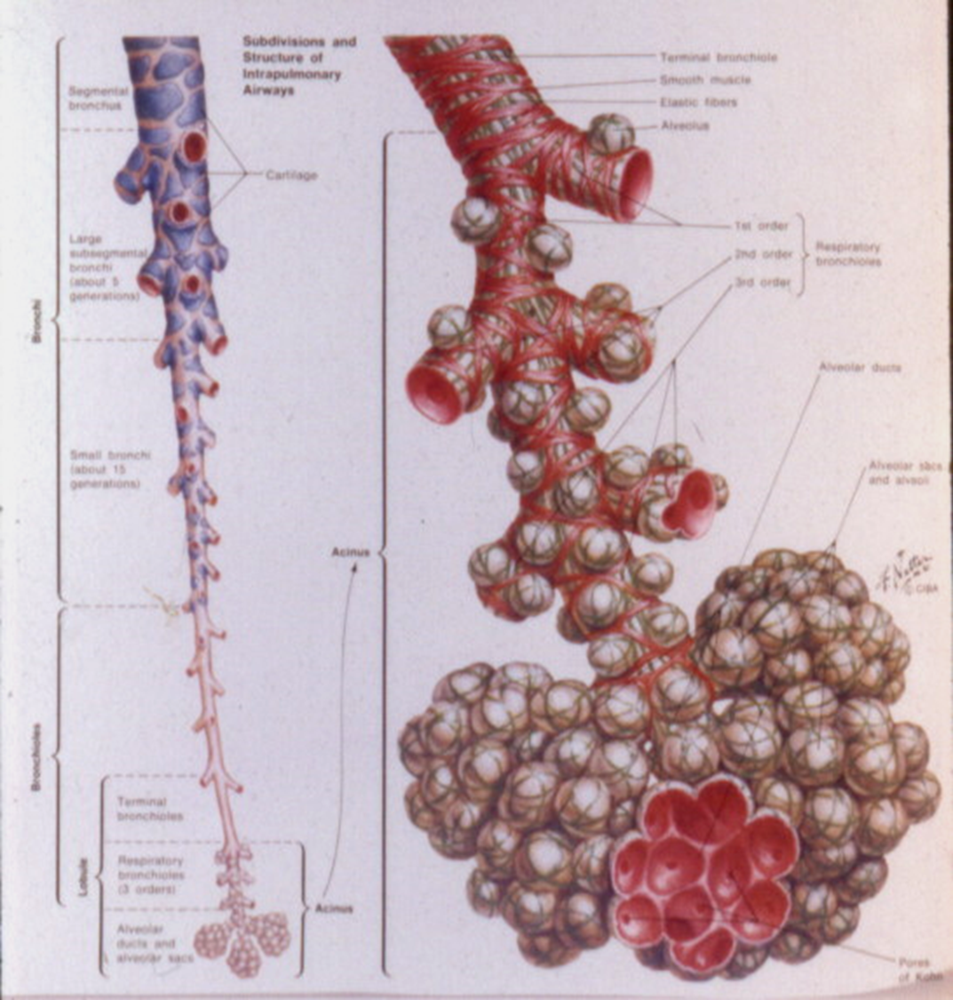 Subdivisions and
Structure of
Intrapulmonary
Airways
Segmental
bronchus
Cartilage
Large
subsegmental
bronchi
(about 5
generations)
Bronchi
Small bronchi
(about 15
generations)
Bronchioles
Terminal
bronchioles
Lobule
Respiratory
bronchioles
(3 orders)
Acinus
Alveolar
ducts and
alveolar sacs
Acinus
Terminal bronchiole
Smooth muscle
Elastic fibers
Alveolus
1st order
2nd order
3rd order
Respiratory
bronchioles
Alveolar ducts
Alveolar sacs
and alveoli
F. Netter
© CIBA
Pores
of Kohn